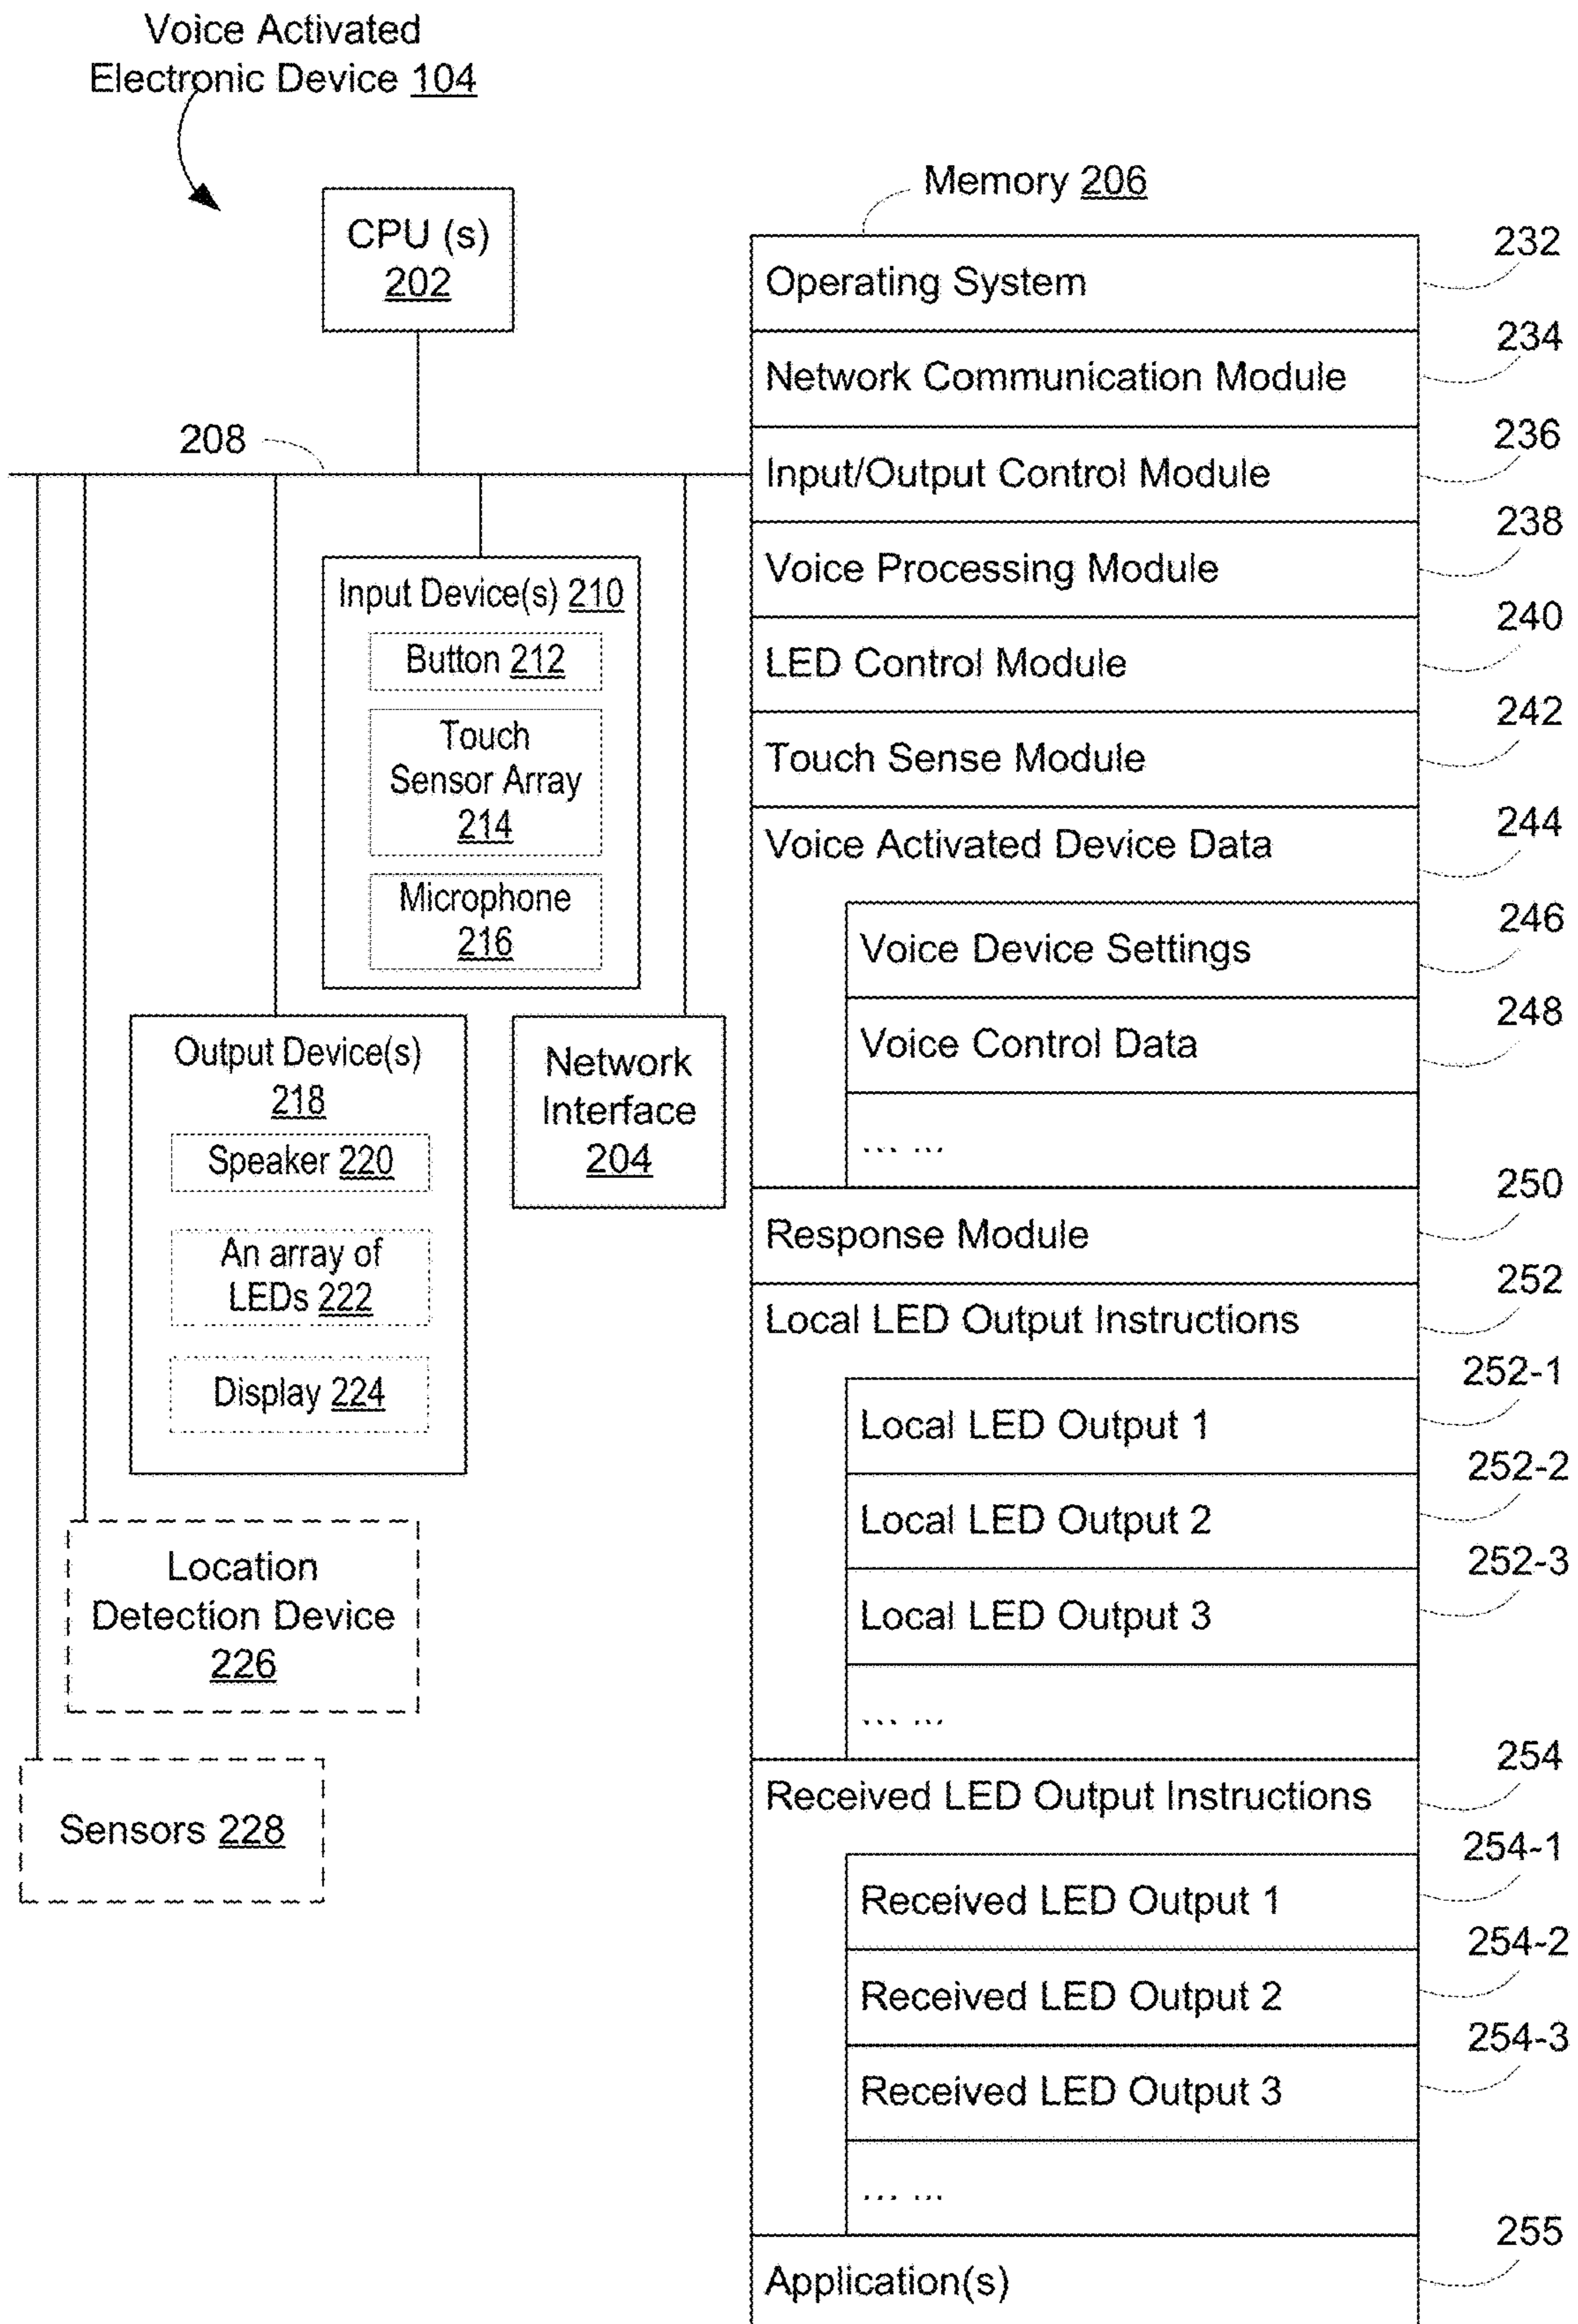 Voice Activated
Electronic Device 104
CPU (s)
202
208
Input Device(s) 210
Button 212
Touch
Sensor Array
214
Microphone
216
Output Device(s)
218
Speaker 220
An array of
LEDs 222
Display 224
Network
Interface
204
Location
Detection Device
226
Sensors 228
Memory 206
Operating System
232
Network Communication Module
234
Input/Output Control Module
236
Voice Processing Module
238
LED Control Module
240
Touch Sense Module
242
Voice Activated Device Data
244
Voice Device Settings
246
Voice Control Data
248
... ...
Response Module
250
Local LED Output Instructions
252
Local LED Output 1
252-1
Local LED Output 2
252-2
Local LED Output 3
252-3
... ...
Received LED Output Instructions
254
Received LED Output 1
254-1
Received LED Output 2
254-2
Received LED Output 3
254-3
... ...
Application(s)
255